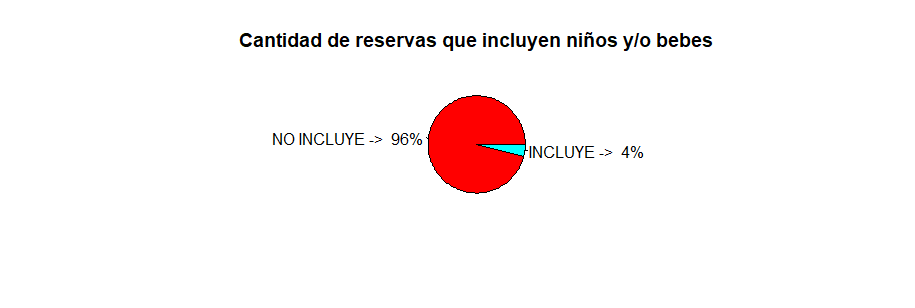 Cantidad de reservas que incluyen niños y/o bebes
NO INCLUYE -> 96%
INCLUYE -> 4%